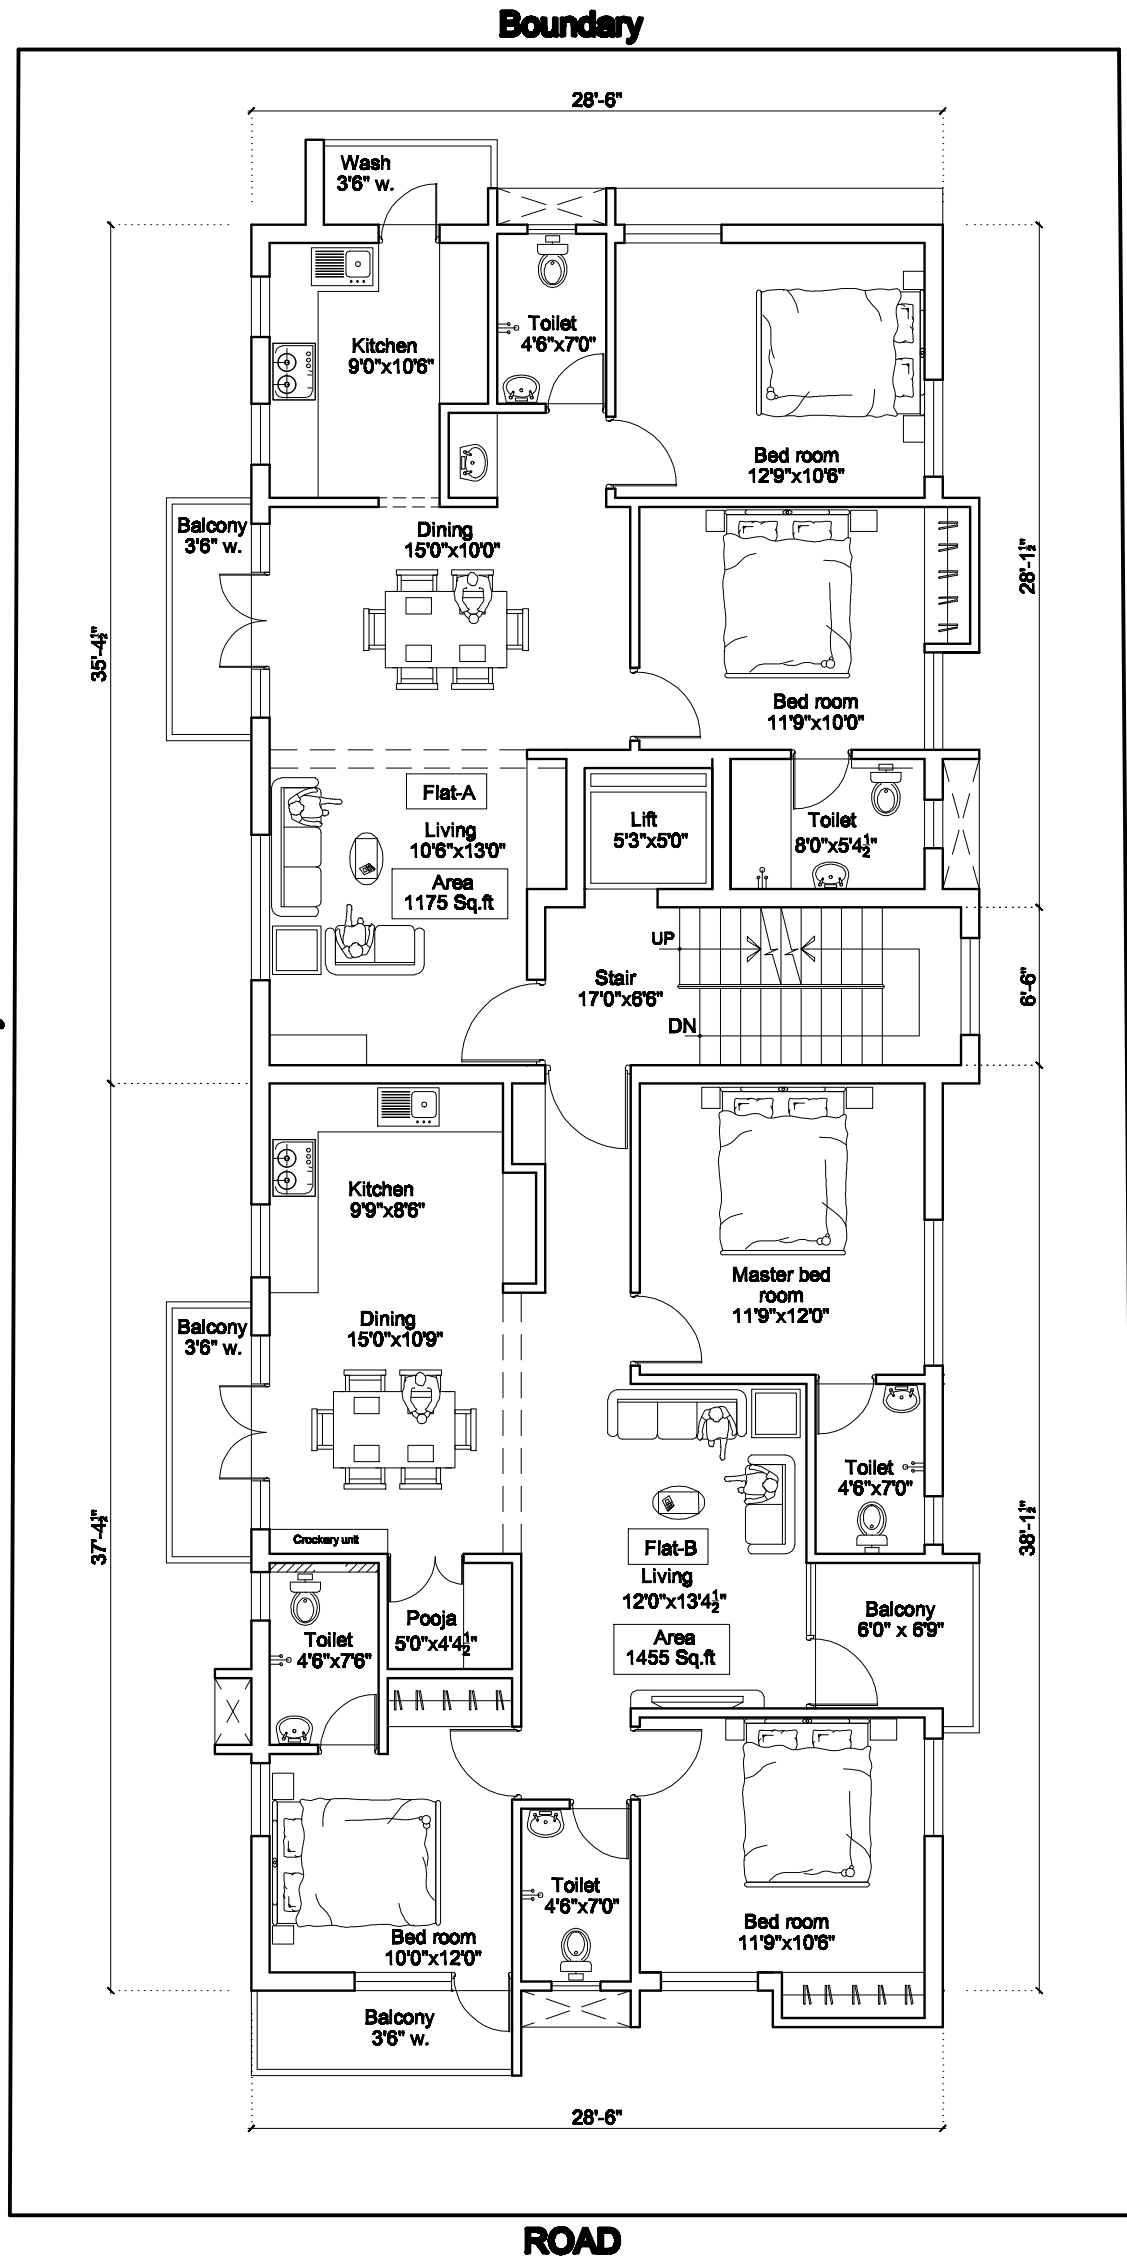 Boundary
28'-6"
Wash
3'6" w.
Toilet
4'6"x7'0"
Kitchen
9'0"x10'6"
Bed room
12'9"x10'6"
Balcony
3'6" w.
Dining
15'0"x10'0"
28'-1½"
35'-4½"
Bed room
11'9"x10'0"
Flat-A
Living
10'6"x13'0"
Area
1175 Sq.ft
Lift
5'3"x5'0"
Toilet
8'0"x5'4½"
UP
Stair
17'0"x6'6"
DN
6'-6"
Kitchen
9'9"x8'6"
Master bed
room
11'9"x12'0"
Balcony
3'6" w.
Dining
15'0"x10'9"
Toilet
4'6"x7'0"
37'-4½"
38'-1½"
Crockery unit
Flat-B
Living
12'0"x13'4½"
Area
1455 Sq.ft
Balcony
6'0" x 6'9"
Pooja
5'0"x4'4½"
Toilet
4'6"x7'6"
Toilet
4'6"x7'0"
Bed room
10'0"x12'0"
Bed room
11'9"x10'6"
Balcony
3'6" w.
28'-6"
ROAD